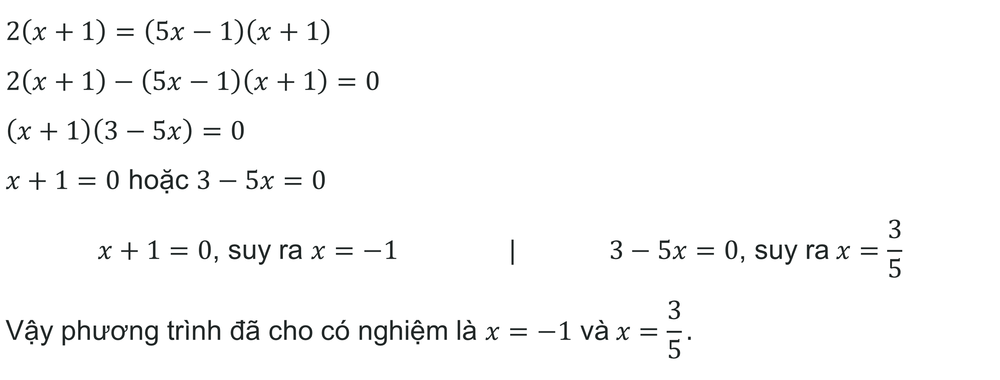 2(x + 1) = (5x − 1)(x + 1)
2(x + 1) − (5x − 1)(x + 1) = 0
(x + 1)(3 − 5x) = 0
x + 1 = 0 hoặc 3 − 5x = 0
x + 1 = 0, suy ra x = −1 | 3 − 5x = 0, suy ra x = 3/5
Vậy phương trình đã cho có nghiệm là x = −1 và x = 3/5.